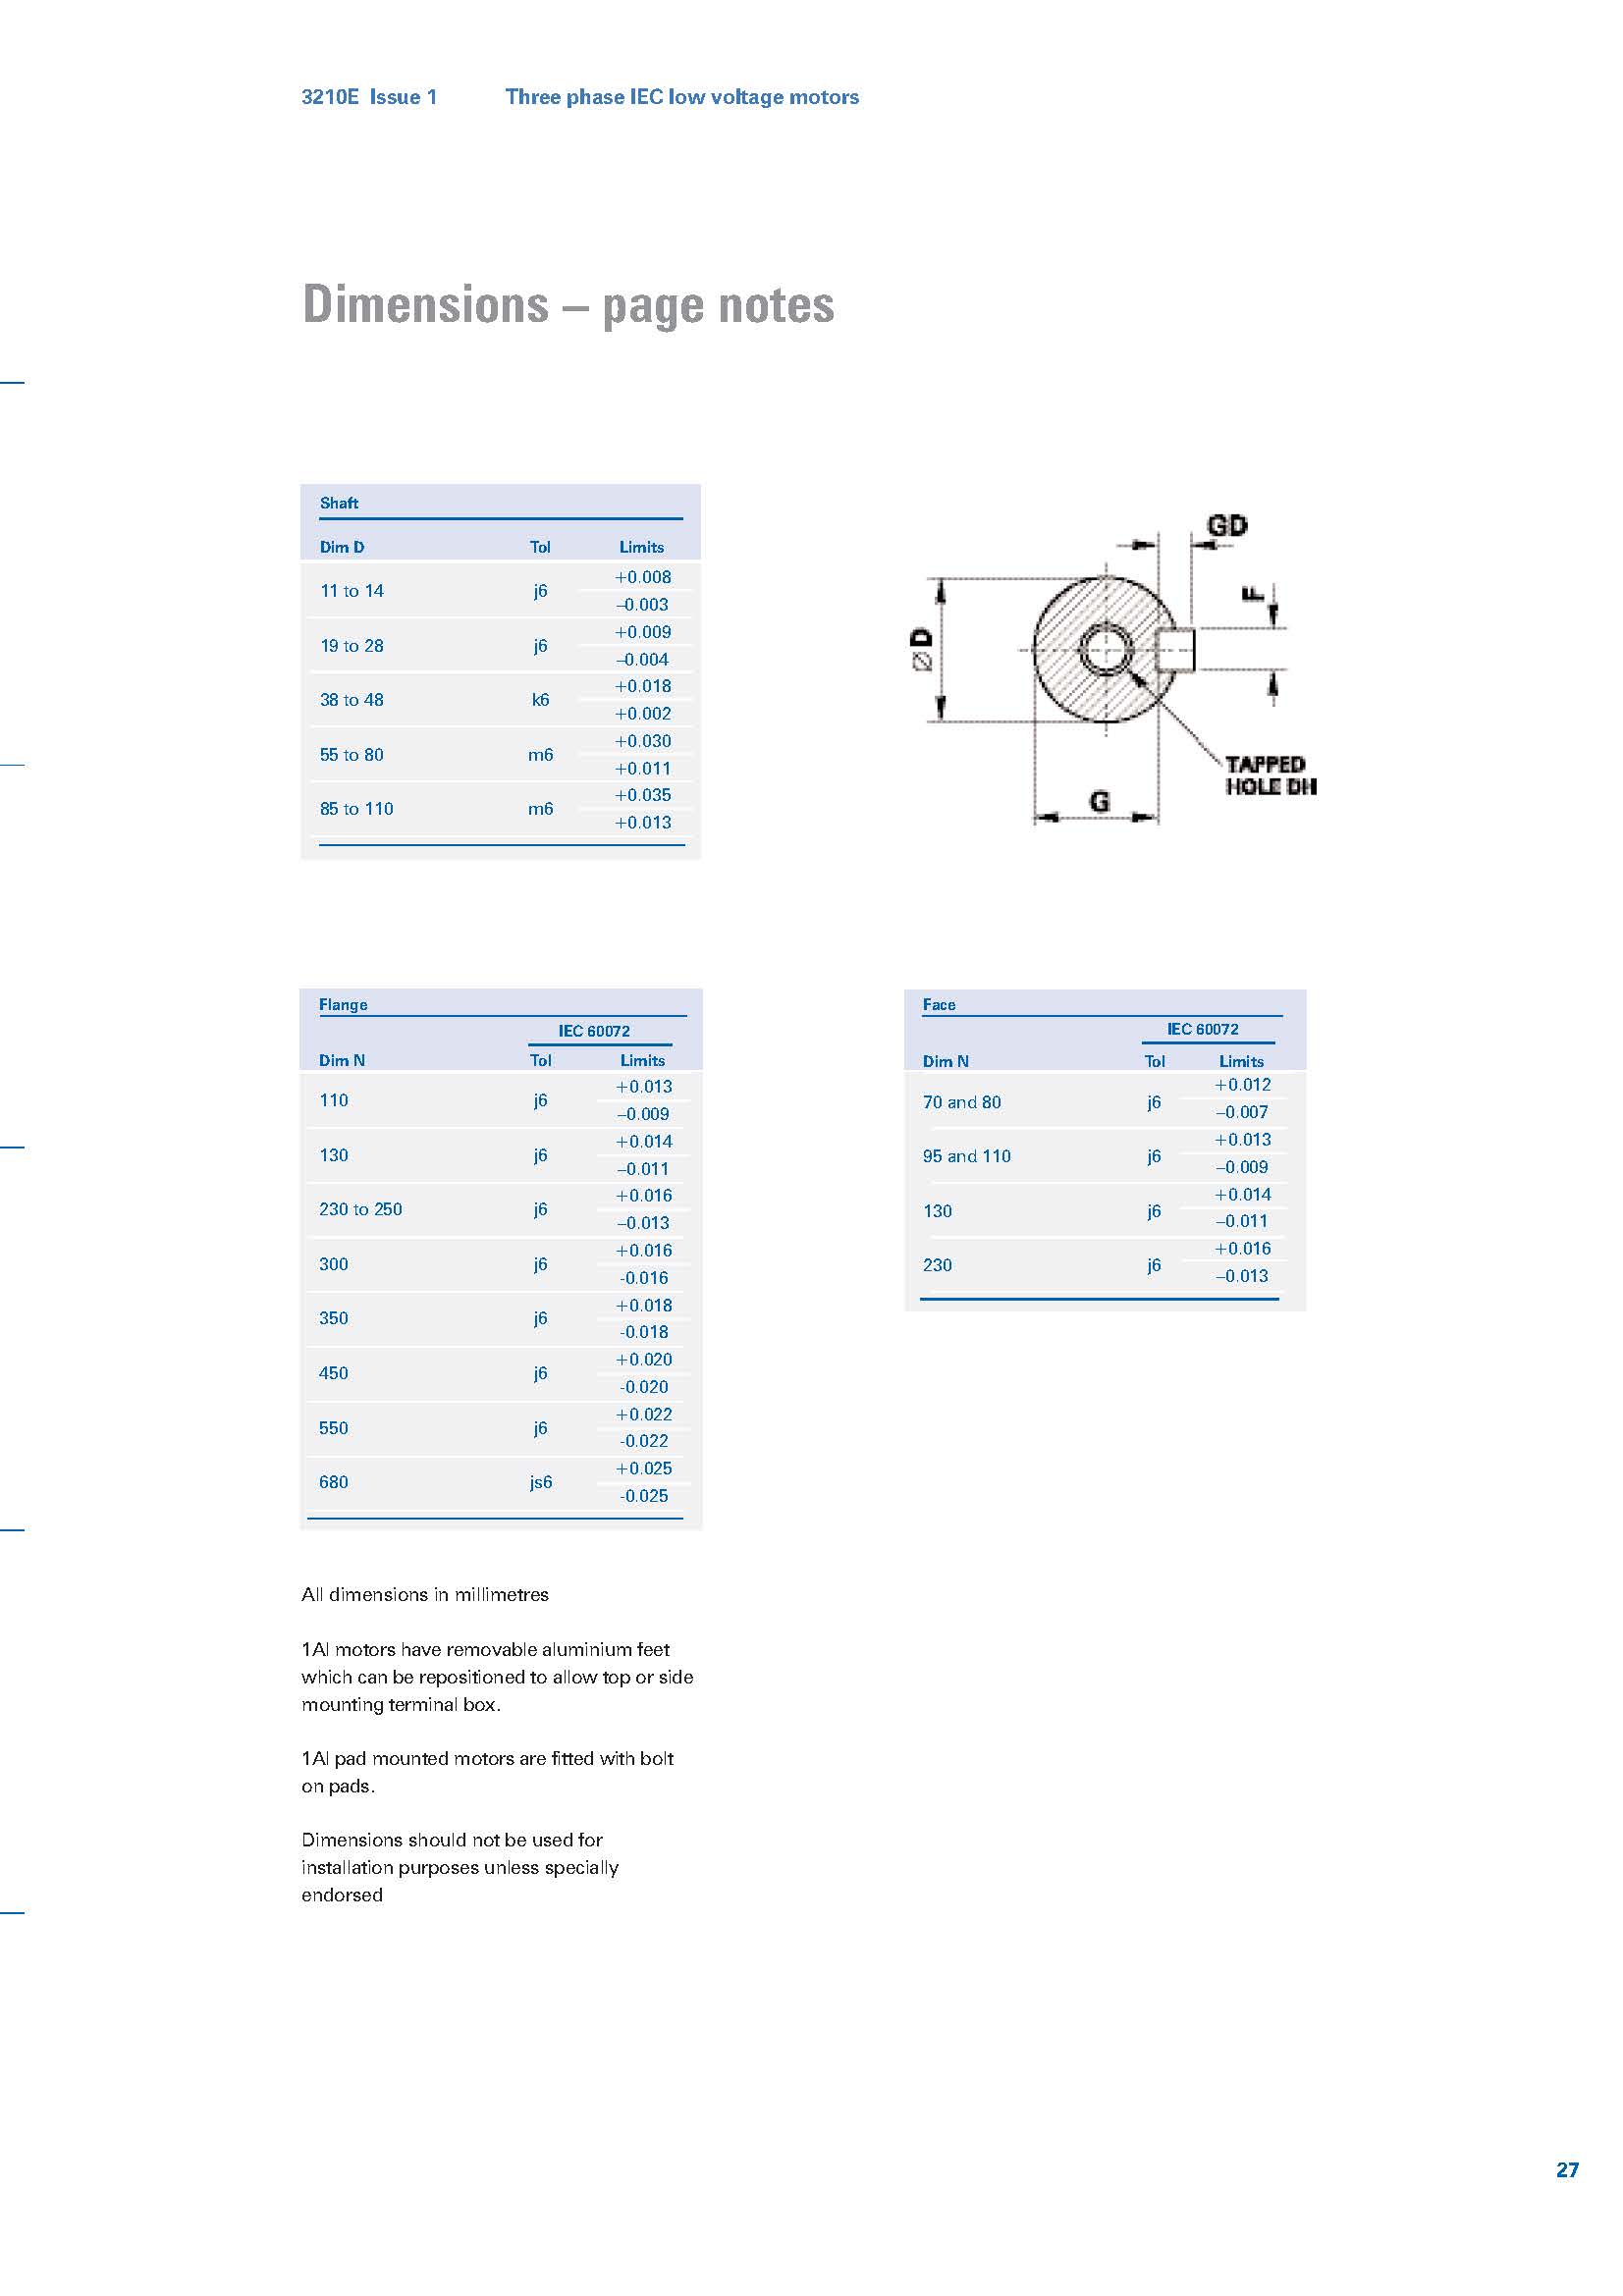 3210E Issue 1 Three phase IEC low voltage motors
Dimensions – page notes
Shaft
Dim D Tol Limits
11 to 14 j6 +0.008
–0.003
19 to 28 j6 +0.009
–0.004
38 to 48 k6 +0.018
+0.002
55 to 80 m6 +0.030
+0.011
85 to 110 m6 +0.035
+0.013
GD
F
∅D
TAPPED
HOLE DH
G
Flange
IEC 60072
Dim N Tol Limits
110 j6 +0.013
–0.009
130 j6 +0.014
–0.011
230 to 250 j6 +0.016
–0.013
300 j6 +0.016
-0.016
350 j6 +0.018
-0.018
450 j6 +0.020
-0.020
550 j6 +0.022
-0.022
680 js6 +0.025
-0.025
Face
IEC 60072
Dim N Tol Limits
70 and 80 j6 +0.012
–0.007
95 and 110 j6 +0.013
–0.009
130 j6 +0.014
–0.011
230 j6 +0.016
–0.013
All dimensions in millimetres
1Al motors have removable aluminium feet
which can be repositioned to allow top or side
mounting terminal box.
1Al pad mounted motors are fitted with bolt
on pads.
Dimensions should not be used for
installation purposes unless specially
endorsed
27